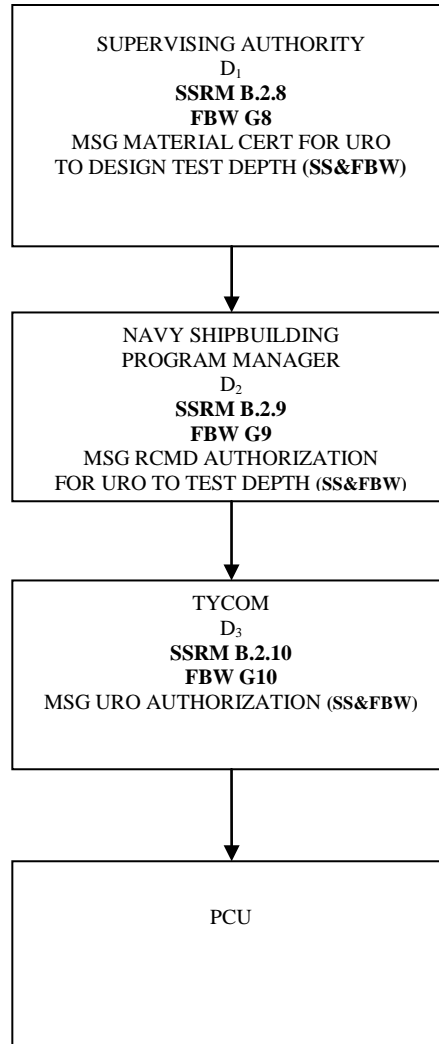 SUPERVISING AUTHORITY
D₁
SSRM B.2.8
FBW G8
MSG MATERIAL CERT FOR URO
TO DESIGN TEST DEPTH (SS&FBW)
NAVY SHIPBUILDING
PROGRAM MANAGER
D₂
SSRM B.2.9
FBW G9
MSG RCMD AUTHORIZATION
FOR URO TO TEST DEPTH (SS&FBW)
TYCOM
D₃
SSRM B.2.10
FBW G10
MSG URO AUTHORIZATION (SS&FBW)
PCU